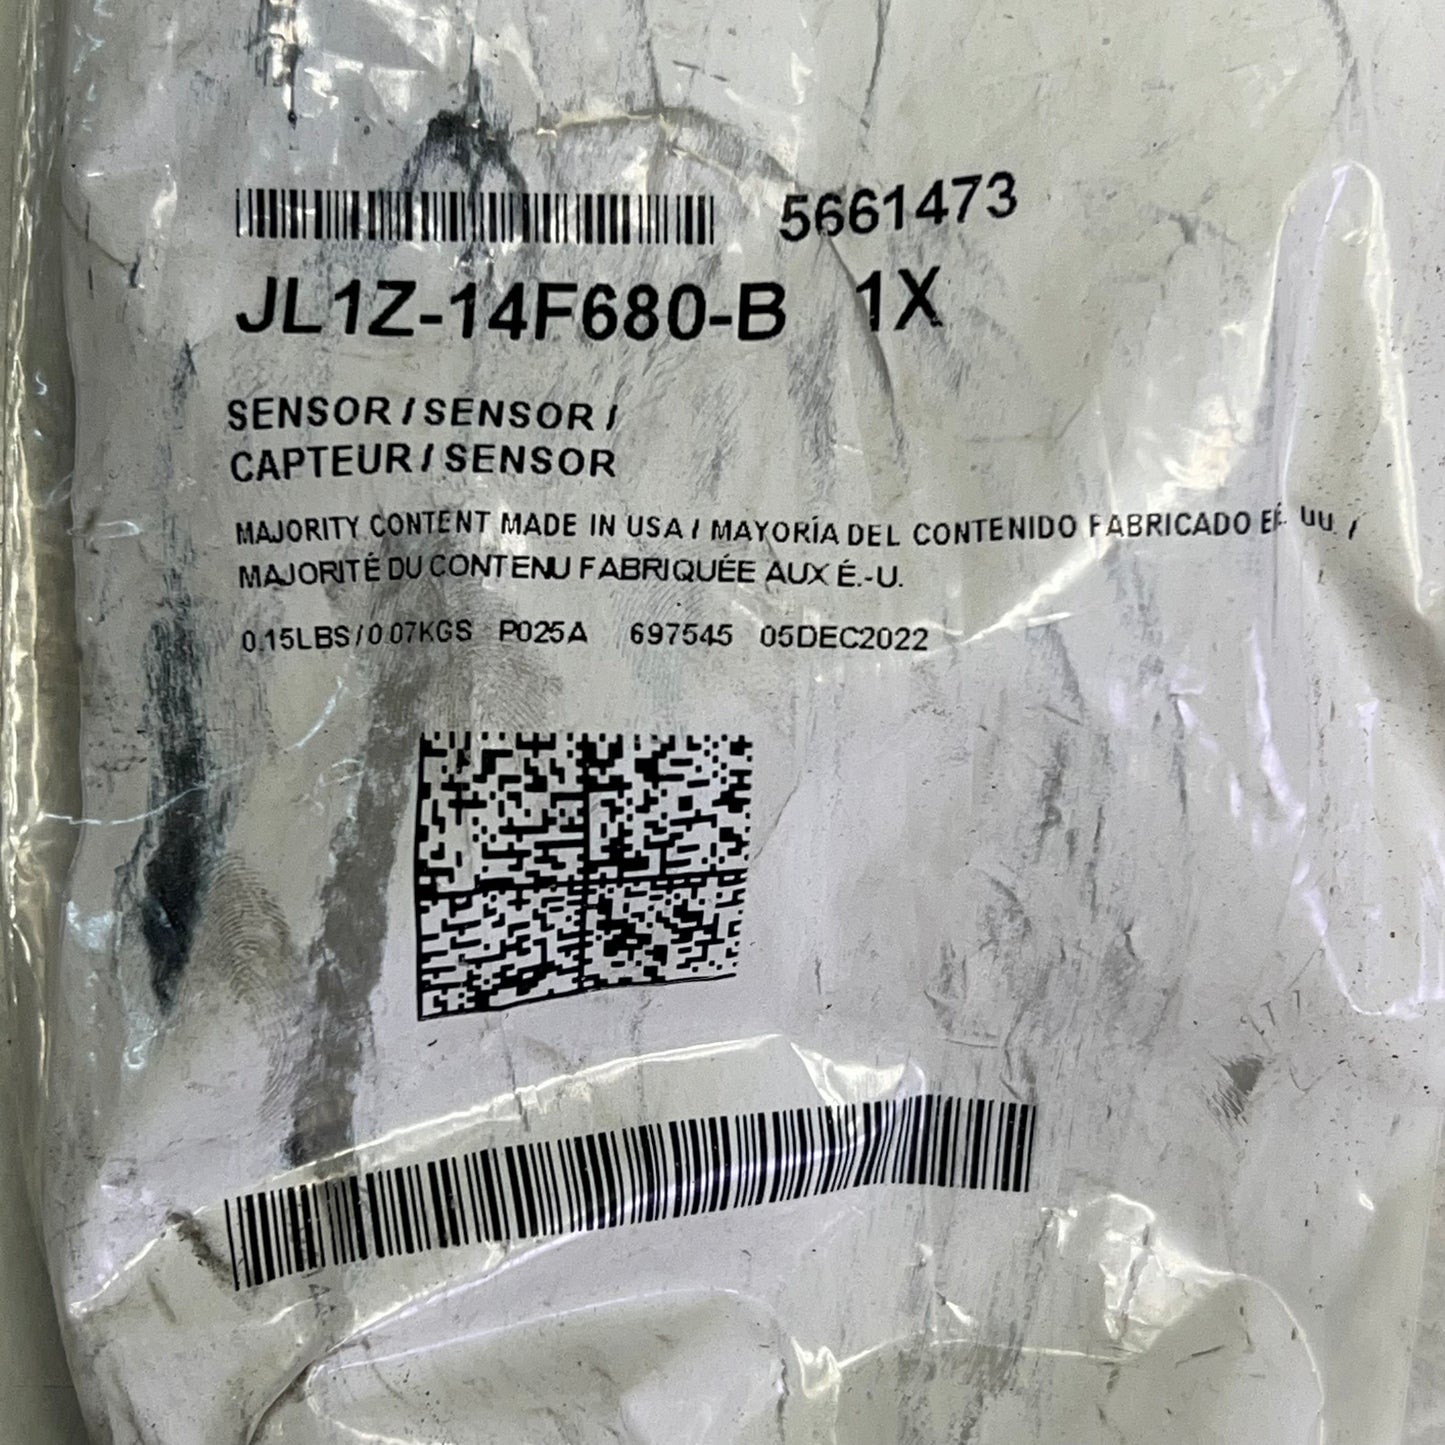 5661473
JL1Z-14F680-B 1X
SENSOR / SENSOR /
CAPTEUR / SENSOR
MAJORITY CONTENT MADE IN USA / MAYORÍA DEL CONTENIDO FABRICADO UU. /
MAJORITÉ DU CONTENU FABRIQUÉE AUX É.-U.
0.15LBS/0.07KGS P025A 697545 05DEC2022